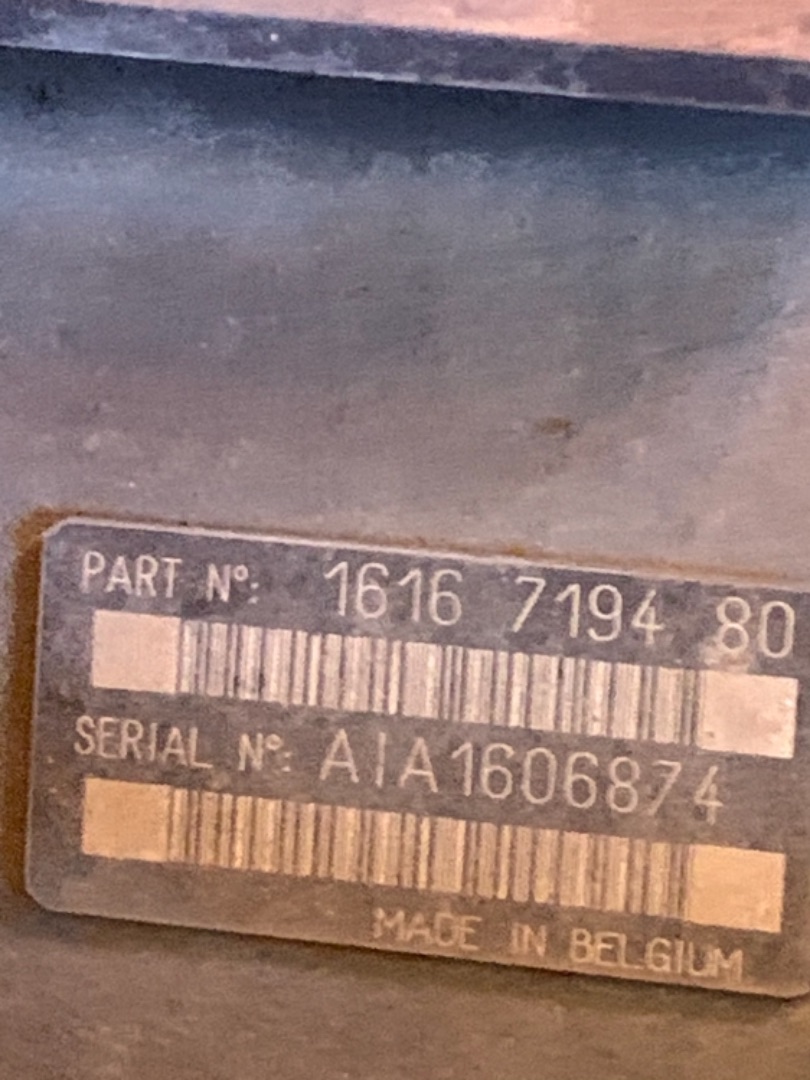 PART Nº: 1616 7194 80
SERIAL Nº: AIA1606874
MADE IN BELGIUM